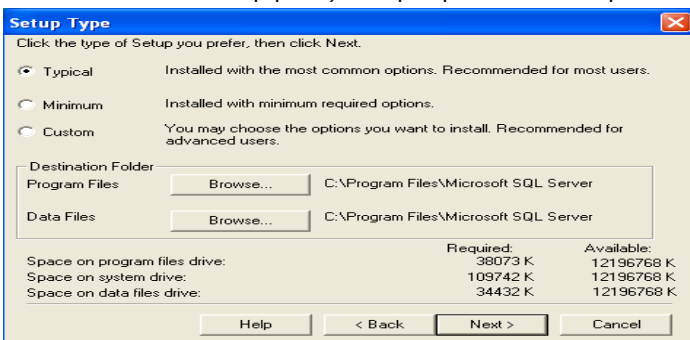 Setup Type
Click the type of Setup you prefer, then click Next.
Typical Installed with the most common options. Recommended for most users.
Minimum Installed with minimum required options.
Custom You may choose the options you want to install. Recommended for
advanced users.
Destination Folder
Program Files Browse... C:\Program Files\Microsoft SQL Server
Data Files Browse... C:\Program Files\Microsoft SQL Server
Required: Available:
Space on program files drive: 38073 K 12196768 K
Space on system drive: 109742 K 12196768 K
Space on data files drive: 34432 K 12196768 K
Help < Back Next > Cancel